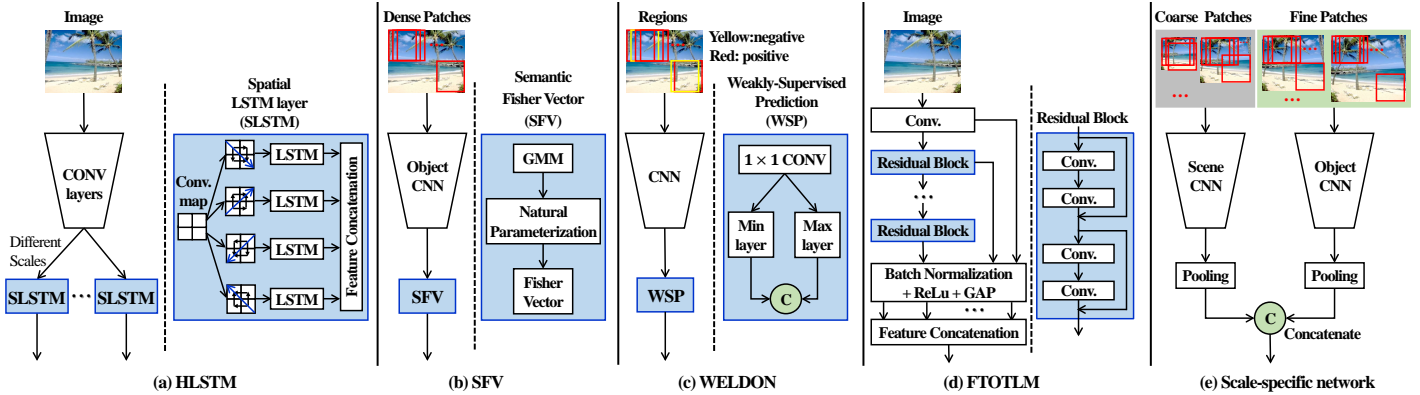 Image
Spatial
LSTM layer
(SLSTM)
CONV
layers
Conv.
map
LSTM
LSTM
LSTM
LSTM
Feature Concatenation
Different
Scales
SLSTM
...
SLSTM
(a) HLSTM
Dense Patches
Semantic
Fisher Vector
(SFV)
Object
CNN
SFV
GMM
Natural
Parameterization
Fisher
Vector
(b) SFV
Regions
Yellow:negative
Red: positive
Weakly-Supervised
Prediction
(WSP)
CNN
WSP
1 × 1 CONV
Min
layer
Max
layer
C
(c) WELDON
Image
Conv.
Residual Block
...
...
Residual Block
Batch Normalization
+ ReLu + GAP
...
Feature Concatenation
Residual Block
Conv.
Conv.
Conv.
Conv.
(d) FTOTLM
Coarse Patches
Fine Patches
...
...
...
...
Scene
CNN
Object
CNN
Pooling
Pooling
C
Concatenate
(e) Scale-specific network